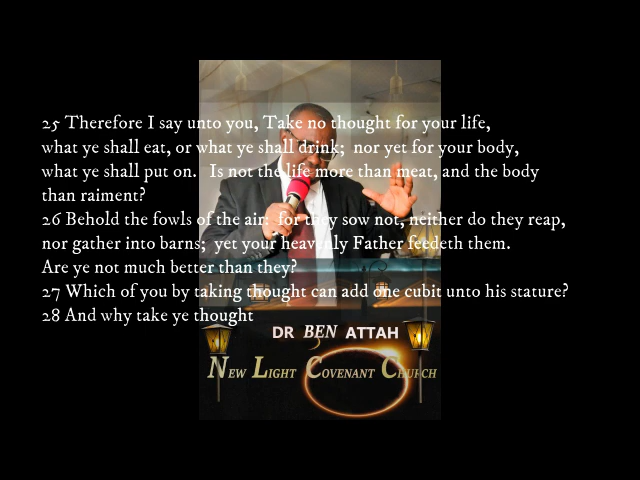 25 Therefore I say unto you, Take no thought for your life,
what ye shall eat, or what ye shall drink; nor yet for your body,
what ye shall put on. Is not the life more than meat, and the body
than raiment?
26 Behold the fowls of the air: for they sow not, neither do they reap,
nor gather into barns; yet your heavenly Father feedeth them.
Are ye not much better than they?
27 Which of you by taking thought can add one cubit unto his stature?
28 And why take ye thought
DR BEN ATTAH
New Light Covenant Church